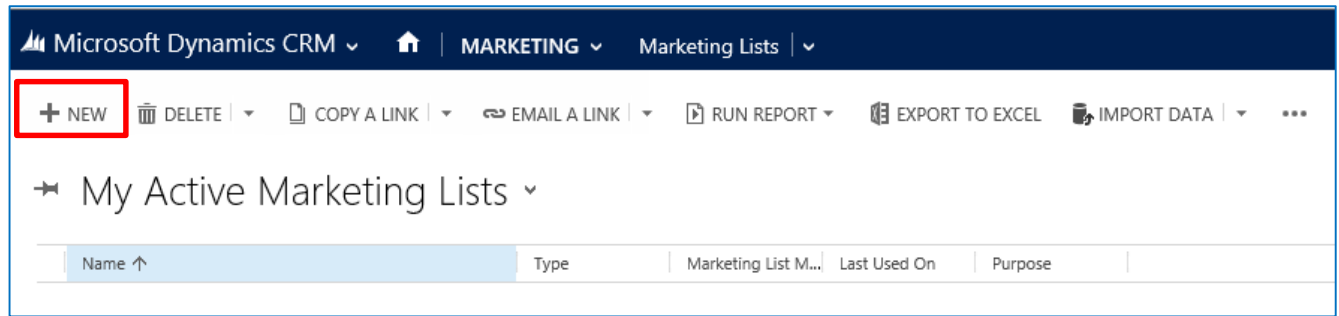 Microsoft Dynamics CRM MARKETING Marketing Lists
NEW DELETE COPY A LINK EMAIL A LINK RUN REPORT EXPORT TO EXCEL IMPORT DATA ...
My Active Marketing Lists
Name Type Marketing List M... Last Used On Purpose